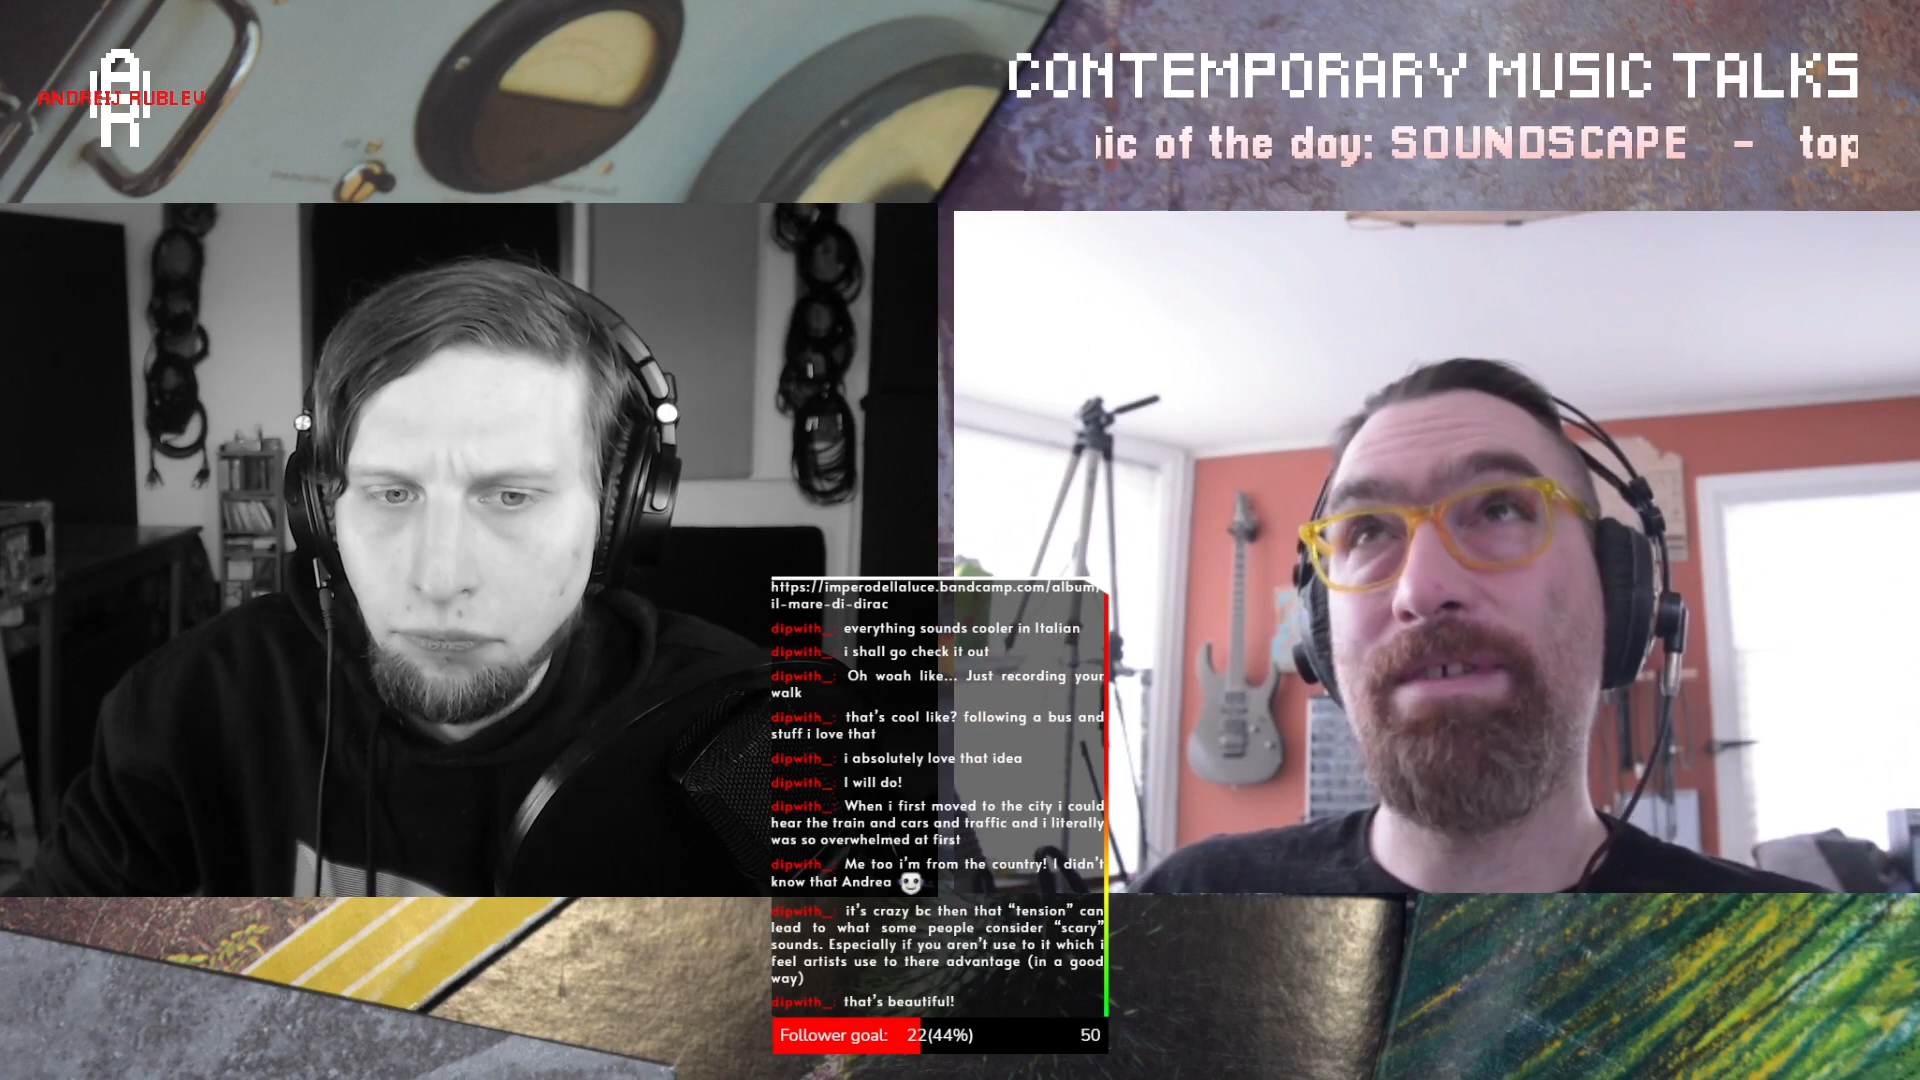 ANDREIJ RUBLEV
CONTEMPORARY MUSIC TALKS
ic of the day: SOUNDSCAPE - top
https://imperodellaluce.bandcamp.com/album/
il-mare-di-dirac
dipwith_: everything sounds cooler in Italian
dipwith_: i shall go check it out
dipwith_: Oh woah like... Just recording your
walk
dipwith_: that's cool like? following a bus and
stuff i love that
dipwith_: i absolutely love that idea
dipwith_: I will do!
dipwith_: When i first moved to the city i could
hear the train and cars and traffic and i literally
was so overwhelmed at first
dipwith_: Me too i'm from the country! I didn't
know that Andrea
dipwith_: it's crazy bc then that “tension” can
lead to what some people consider “scary”
sounds. Especially if you aren't use to it which i
feel artists use to there advantage (in a good
way)
dipwith_: that's beautiful!
Follower goal: 22(44%) 50